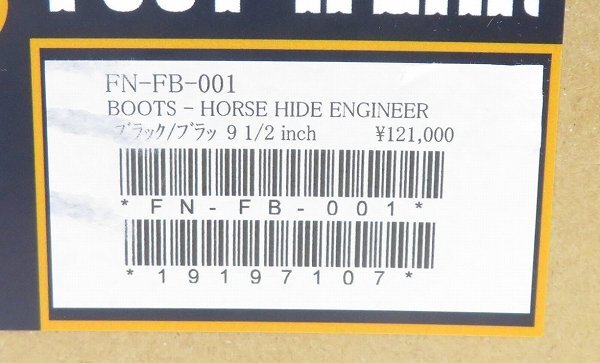 FN-FB-001
BOOTS - HORSE HIDE ENGINEER
ブラック/ブラッ 9 1/2 inch ¥121,000
*FN-FB-001*
*19197107*